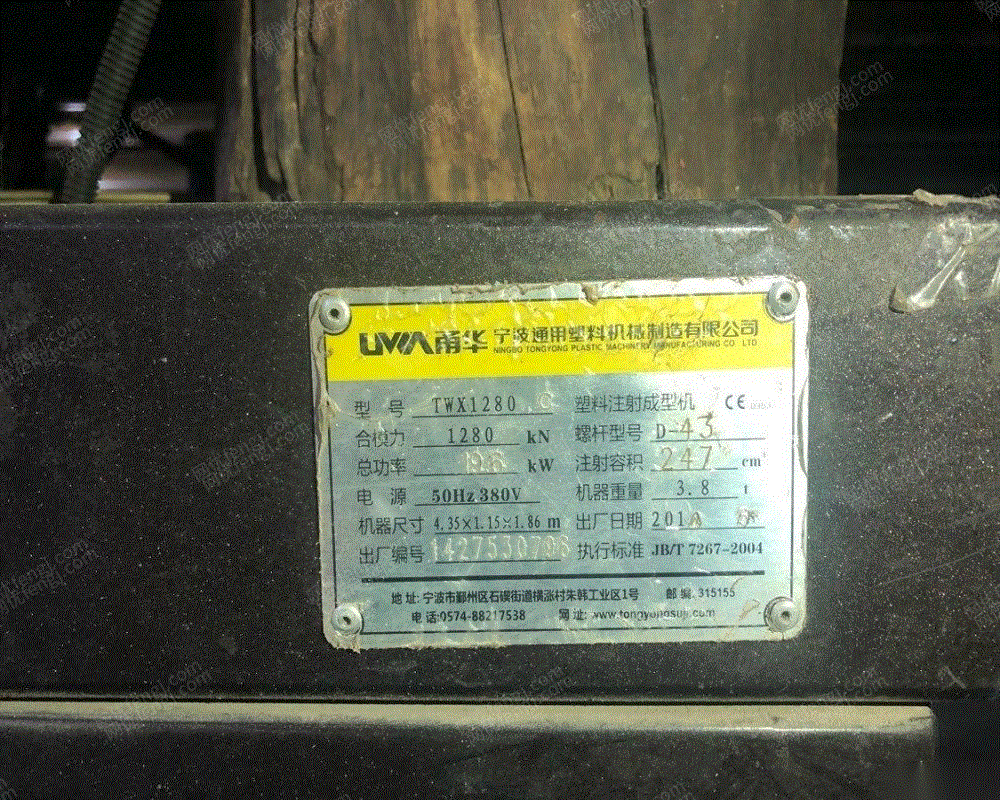 UWA 甬华 宁波通用塑料机械制造有限公司
NINGBO TONGYONG PLASTIC MACHINERY MANUFACTURING CO. LTD
型号 TWX1280 塑料注射成型机 CE
合模力 1280 kN 螺杆型号 D-43
总功率 kW 注射容积 247 cm³
电源 50Hz 380V 机器重量 3.8 t
机器尺寸 4.35×1.15×1.86 m 出厂日期
出厂编号 执行标准 JB/T 7267-2004
地址:宁波市鄞州区石碶街道横涨村朱韩工业区1号 邮编:315155
电话:0574-88217538 网址:www.tongyongsuji.com